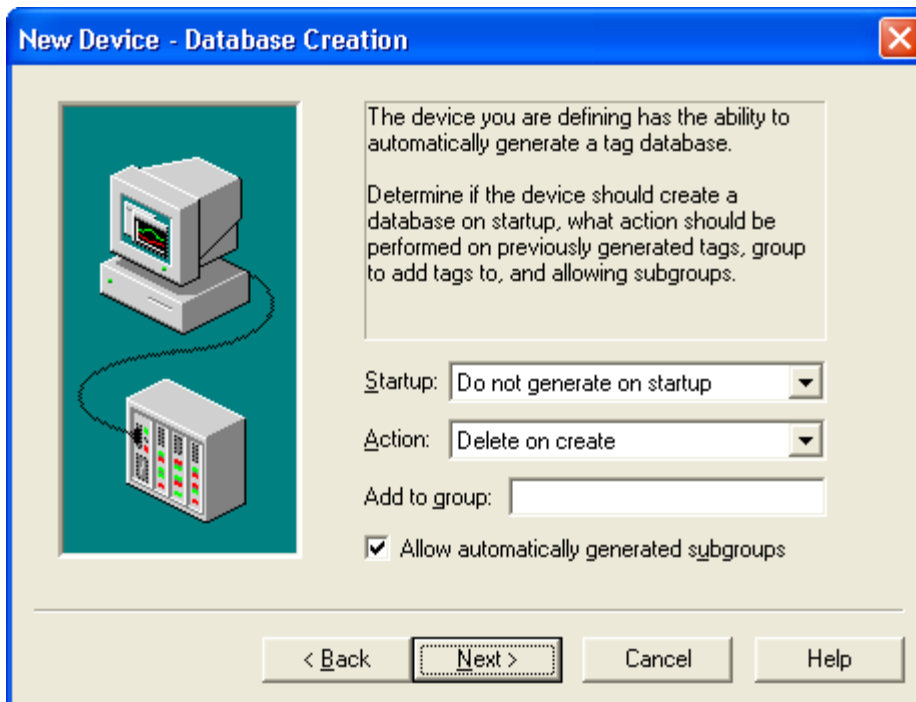 New Device - Database Creation
The device you are defining has the ability to
automatically generate a tag database.
Determine if the device should create a
database on startup, what action should be
performed on previously generated tags, group
to add tags to, and allowing subgroups.
Startup: Do not generate on startup
Action: Delete on create
Add to group:
Allow automatically generated subgroups
< Back Next > Cancel Help